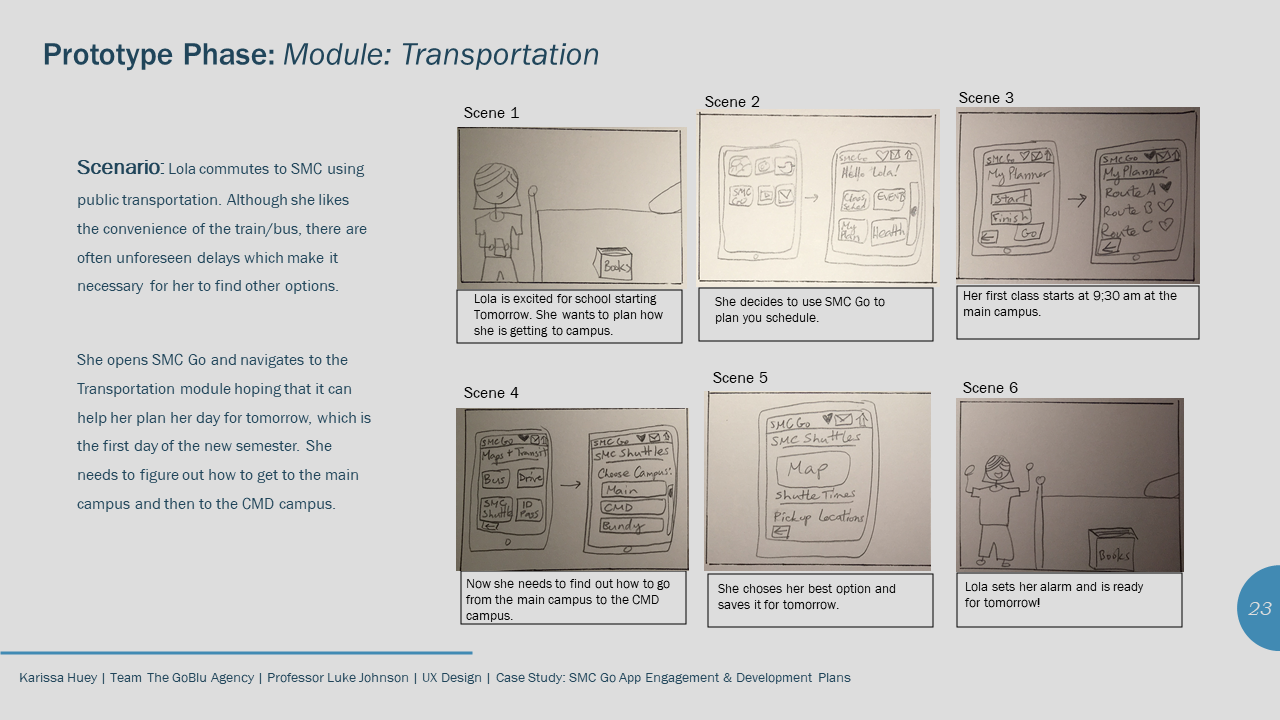 Prototype Phase: Module: Transportation
Scenario: Lola commutes to SMC using
public transportation. Although she likes
the convenience of the train/bus, there are
often unforeseen delays which make it
necessary for her to find other options.
She opens SMC Go and navigates to the
Transportation module hoping that it can
help her plan her day for tomorrow, which is
the first day of the new semester. She
needs to figure out how to get to the main
campus and then to the CMD campus.
Scene 1
Books
Lola is excited for school starting
Tomorrow. She wants to plan how
she is getting to campus.
Scene 2
SMC
Go
SMC Go
Hello Lola!
Class
Sched
EVENT
My
Plan
Health
She decides to use SMC Go to
plan you schedule.
Scene 3
SMC Go
My Planner
Start
Finish
Go
SMC Go
My Planner
Route A
Route B
Route C
Her first class starts at 9;30 am at the
main campus.
Scene 4
SMC Go
Maps + Transit
Bus
Drive
SMC
Shuttle
ID
Pass
SMC Go
SMC Shuttles
Choose Campus:
Main
CMD
Bundy
Now she needs to find out how to go
from the main campus to the CMD
campus.
Scene 5
SMC Go
SMC Shuttles
Map
Shuttle Times
Pickup Locations
She choses her best option and
saves it for tomorrow.
Scene 6
Books
Lola sets her alarm and is ready
for tomorrow!
23
Karissa Huey | Team The GoBlu Agency | Professor Luke Johnson | UX Design | Case Study: SMC Go App Engagement & Development Plans